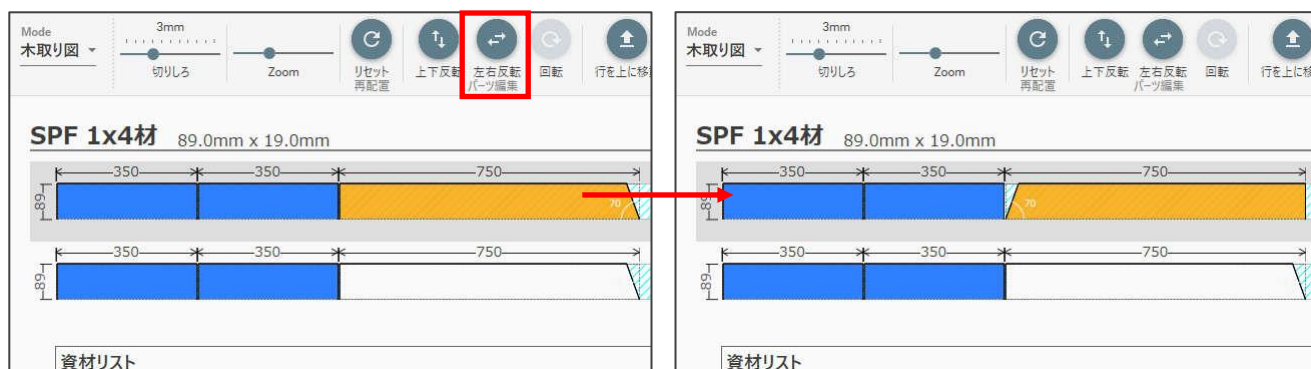 Mode
木取り図
3mm
切りしろ
Zoom
リセット
再配置
上下反転
左右反転
パーツ編集
回転
行を上に移
SPF 1x4材 89.0mm x 19.0mm
350 350 750
89
70
350 350 750
89
資材リスト
Mode
木取り図
3mm
切りしろ
Zoom
リセット
再配置
上下反転
左右反転
パーツ編集
回転
行を上に移
SPF 1x4材 89.0mm x 19.0mm
350 350 750
89
70
350 350 750
89
資材リスト